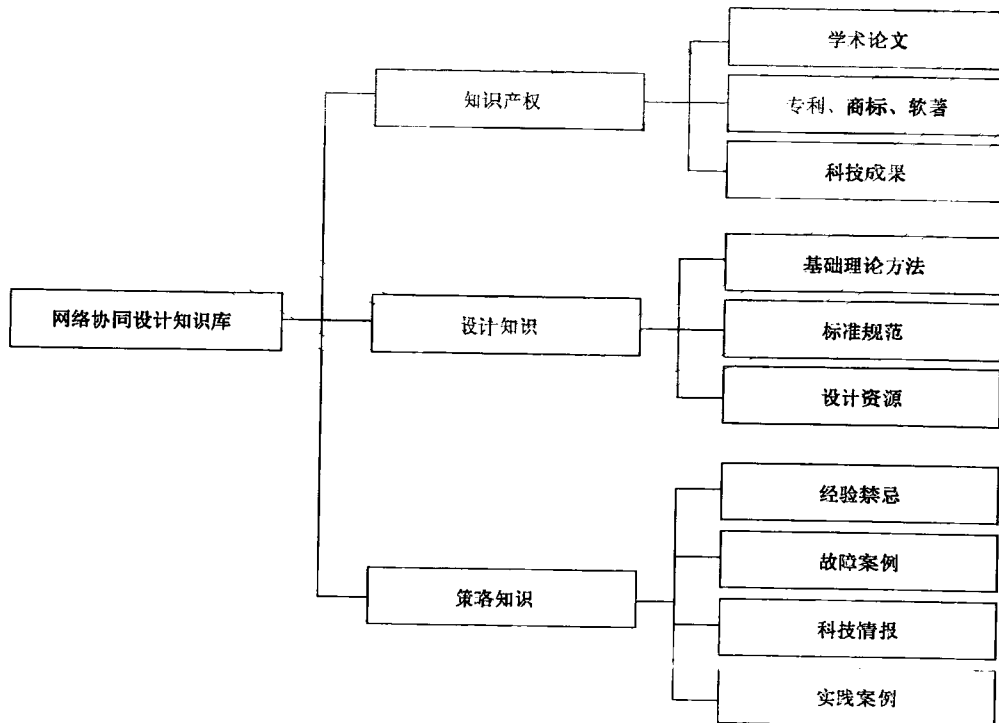 学术论文
知识产权
专利、商标、软著
科技成果
基础理论方法
网络协同设计知识库
设计知识
标准规范
设计资源
经验禁忌
故障案例
策略知识
科技情报
实践案例